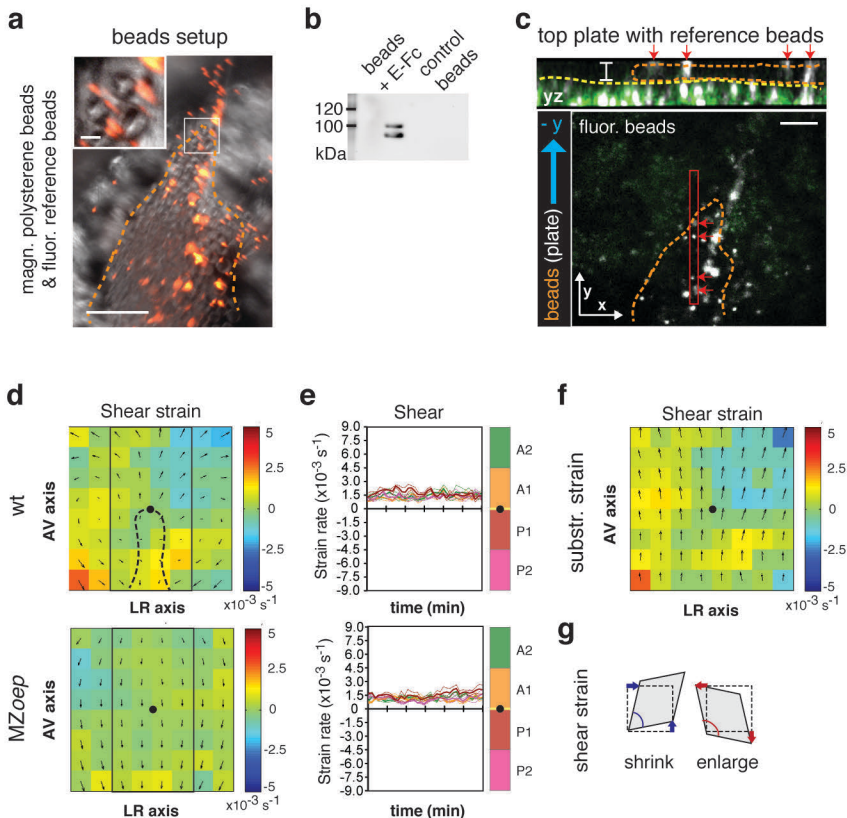 a
beads setup
magn. polysterene beads
& fluor. reference beads
b
beads
+ E-Fc
control
beads
120
100
kDa
c
top plate with reference beads
yz
- y
beads (plate)
fluor. beads
y
x
d
Shear strain
wt
AV axis
LR axis
5
2.5
0
-2.5
-5
x10-3 s-1
MZoep
AV axis
LR axis
5
2.5
0
-2.5
-5
x10-3 s-1
e
Shear
Strain rate (x10-3 s-1)
9.0
7.5
6.0
4.5
3.0
1.5
0
-1.5
-3.0
-4.5
-6.0
-7.5
-9.0
time (min)
A2
A1
P1
P2
Strain rate (x10-3 s-1)
9.0
7.5
6.0
4.5
3.0
1.5
0
-1.5
-3.0
-4.5
-6.0
-7.5
-9.0
time (min)
A2
A1
P1
P2
f
Shear strain
substr. strain
AV axis
LR axis
5
2.5
0
-2.5
-5
x10-3 s-1
g
shear strain
shrink
enlarge